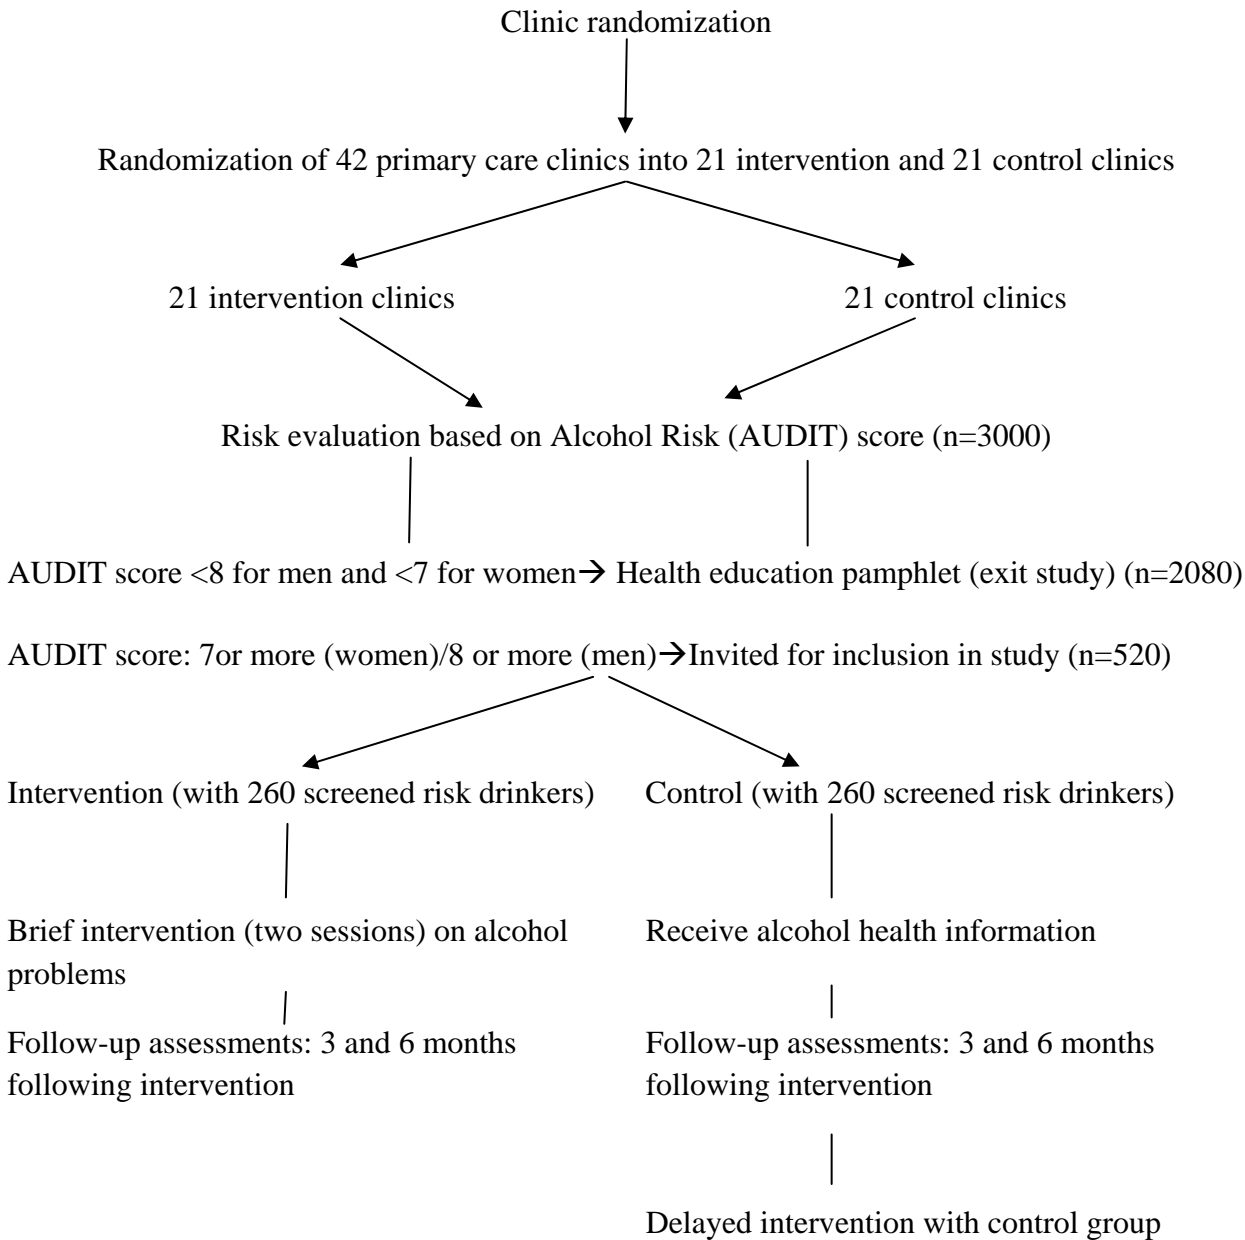 Clinic randomization
Randomization of 42 primary care clinics into 21 intervention and 21 control clinics
21 intervention clinics
21 control clinics
Risk evaluation based on Alcohol Risk (AUDIT) score (n=3000)
AUDIT score <8 for men and <7 for women→ Health education pamphlet (exit study) (n=2080)
AUDIT score: 7or more (women)/8 or more (men)→Invited for inclusion in study (n=520)
Intervention (with 260 screened risk drinkers)
Control (with 260 screened risk drinkers)
Brief intervention (two sessions) on alcohol
problems
Receive alcohol health information
Follow-up assessments: 3 and 6 months
following intervention
Follow-up assessments: 3 and 6 months
following intervention
Delayed intervention with control group